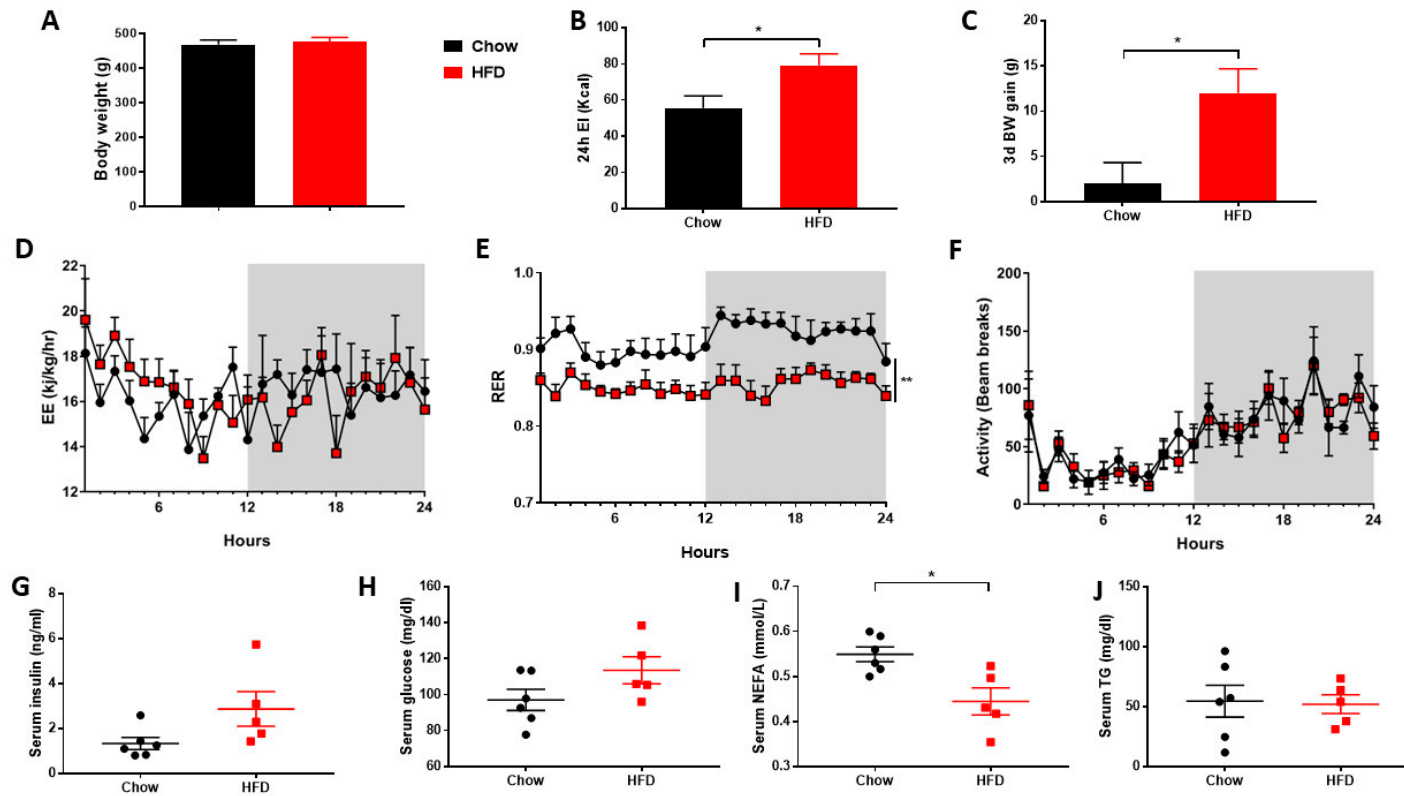 A
Body weight (g)
500
400
300
200
100
0
Chow
HFD
B
24h EI (Kcal)
100
80
60
40
20
0
*
Chow
HFD
C
3d BW gain (g)
20
15
10
5
0
*
Chow
HFD
D
EE (kj/kg/hr)
22
20
18
16
14
12
6
12
18
24
Hours
E
RER
1.0
0.9
0.8
0.7
**
6
12
18
24
Hours
F
Activity (Beam breaks)
200
150
100
50
0
6
12
18
24
Hours
G
Serum insulin (ng/ml)
8
6
4
2
0
Chow
HFD
H
Serum glucose (mg/dl)
160
140
120
100
80
60
Chow
HFD
I
Serum NEFA (mmol/L)
0.7
0.6
0.5
0.4
0.3
*
Chow
HFD
J
Serum TG (mg/dl)
150
100
50
0
Chow
HFD